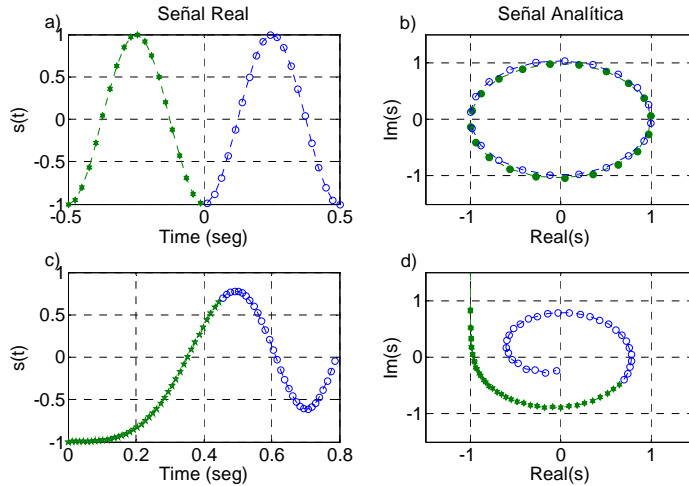 Señal Real
Señal Analítica
a)
b)
s(t)
1
0.5
0
-0.5
-1
-0.5
0
0.5
Time (seg)
Im(s)
1
0
-1
-1
0
1
Real(s)
c)
d)
s(t)
1
0.5
0
-0.5
-1
0
0.2
0.4
0.6
0.8
Time (seg)
Im(s)
1
0
-1
-1
0
1
Real(s)